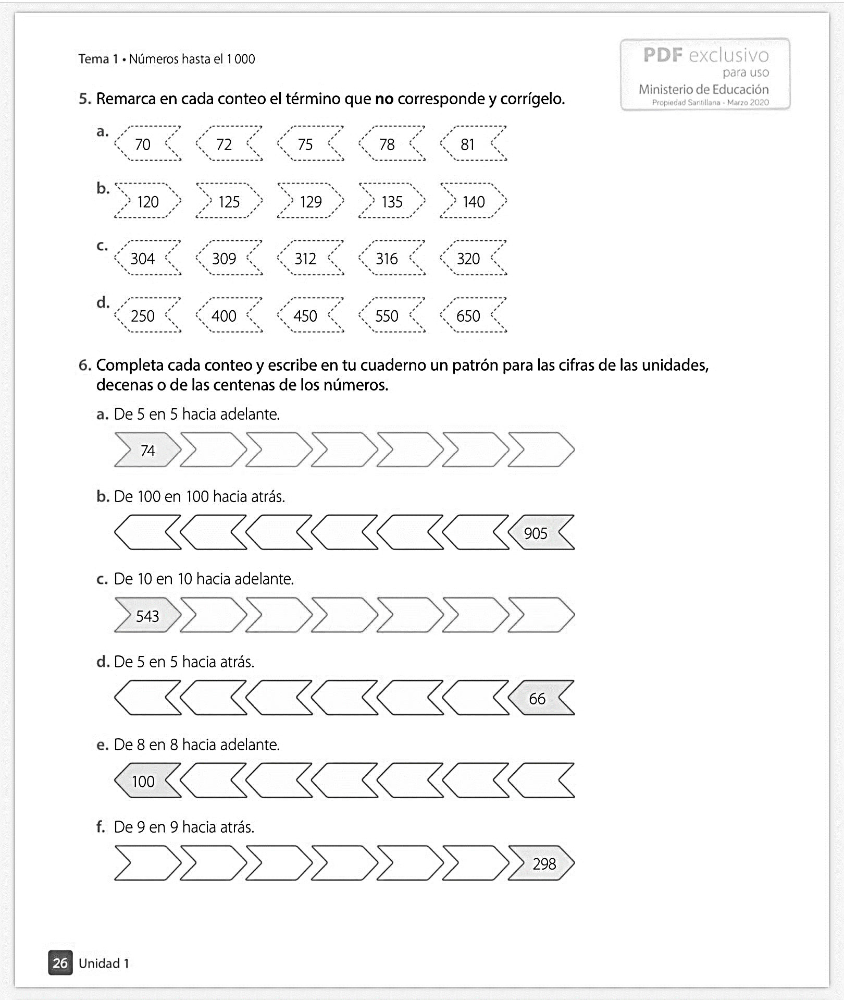 Tema 1 • Números hasta el 1 000
PDF exclusivo
para uso
Ministerio de Educación
Propiedad Santillana - Marzo 2020
5. Remarca en cada conteo el término que no corresponde y corrígelo.
a. 70 72 75 78 81
b. 120 125 129 135 140
c. 304 309 312 316 320
d. 250 400 450 550 650
6. Completa cada conteo y escribe en tu cuaderno un patrón para las cifras de las unidades,
decenas o de las centenas de los números.
a. De 5 en 5 hacia adelante.
74
b. De 100 en 100 hacia atrás.
905
c. De 10 en 10 hacia adelante.
543
d. De 5 en 5 hacia atrás.
66
e. De 8 en 8 hacia adelante.
100
f. De 9 en 9 hacia atrás.
298
26 Unidad 1